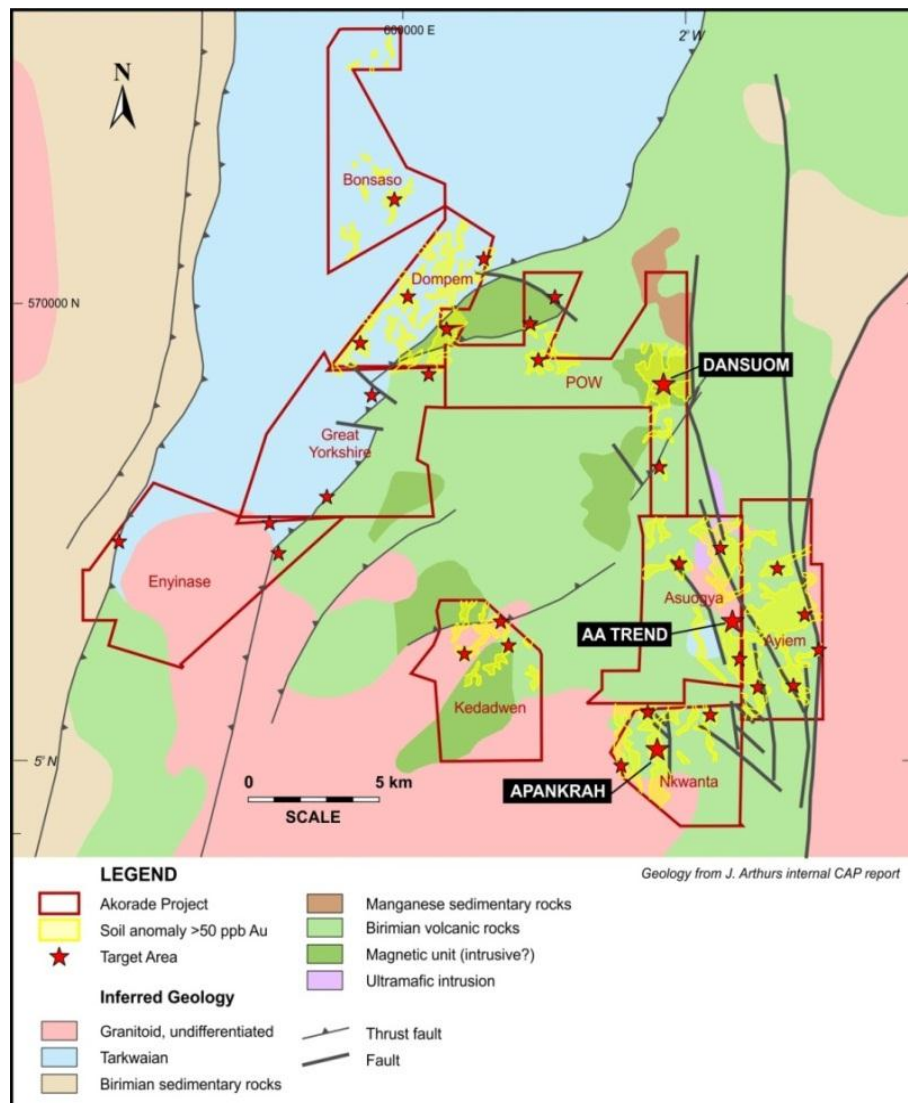 600000 E
2° W
N
Bonsaso
Dompem
570000 N
DANSUOM
POW
Great
Yorkshire
Enyinase
Asuogya
AA TREND
Ayiem
Kedadwen
5° N
0 5 km
SCALE
APANKRAH
Nkwanta
LEGEND
Geology from J. Arthurs internal CAP report
Akorade Project
Soil anomaly >50 ppb Au
Target Area
Inferred Geology
Granitoid, undifferentiated
Tarkwaian
Birimian sedimentary rocks
Manganese sedimentary rocks
Birimian volcanic rocks
Magnetic unit (intrusive?)
Ultramafic intrusion
Thrust fault
Fault